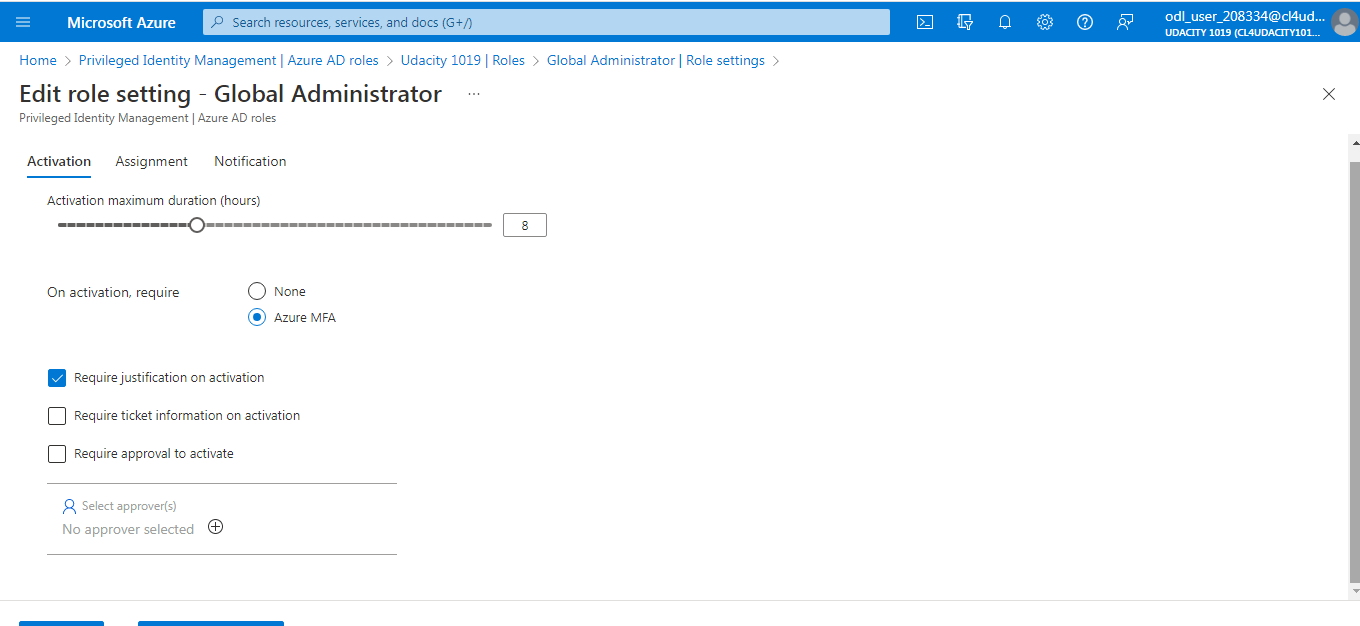 Microsoft Azure
Search resources, services, and docs (G+/)
odl_user_208334@cl4ud...
UDACITY 1019 (CL4UDACITY101...
Home > Privileged Identity Management | Azure AD roles > Udacity 1019 | Roles > Global Administrator | Role settings >
Edit role setting - Global Administrator ...
Privileged Identity Management | Azure AD roles
Activation Assignment Notification
Activation maximum duration (hours)
8
On activation, require
None
Azure MFA
Require justification on activation
Require ticket information on activation
Require approval to activate
Select approver(s)
No approver selected